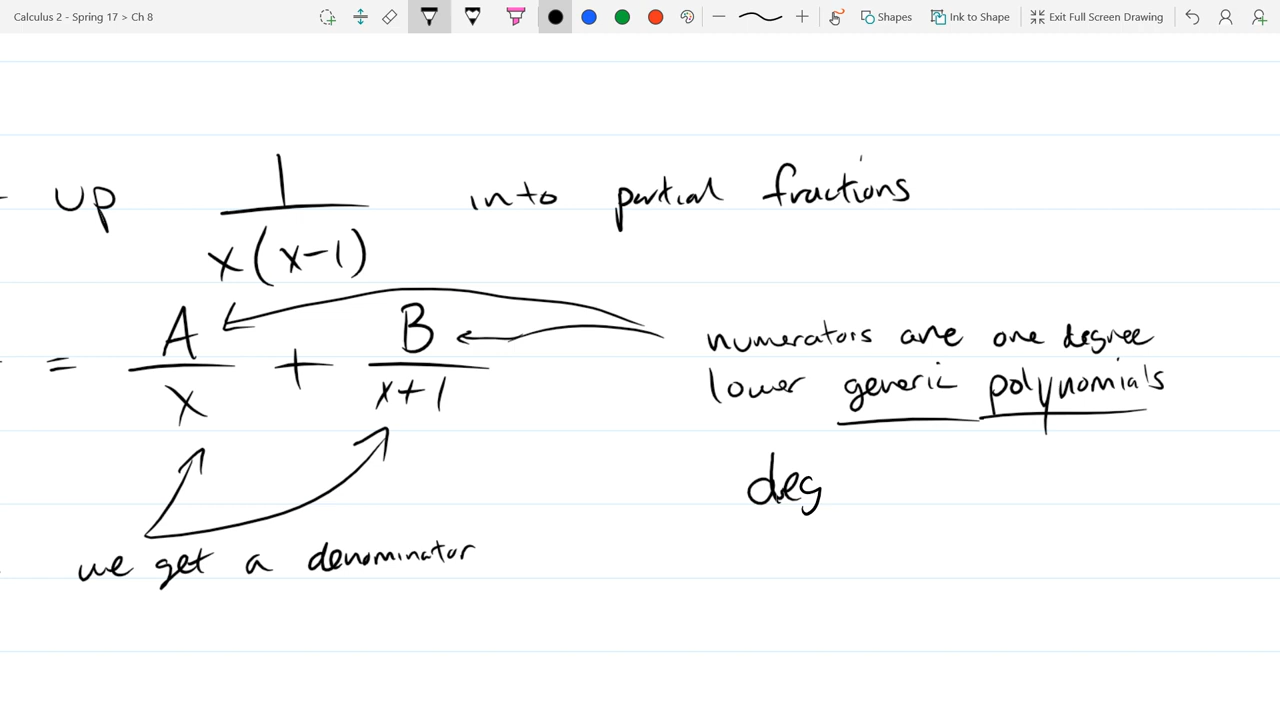 Calculus 2 - Spring 17 > Ch 8
Shapes
Ink to Shape
Exit Full Screen Drawing
up 1/(x(x-1)) into partial fractions
= A/x + B/(x+1)
numerators are one degree
lower generic polynomials
deg
we get a denominator